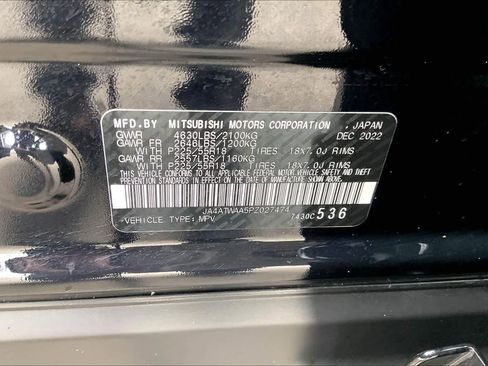 MFD.BY MITSUBISHI MOTORS CORPORATION , JAPAN
GVWR 4630LBS/2100KG DEC 2022
GAWR FR 2646LBS/1200KG
WITH P225/55R18 TIRES 18X7.0J RIMS
GAWR RR 2557LBS/1160KG
WITH P225/55R18 TIRES 18X7.0J RIMS
THIS VEHICLE CONFORMS TO ALL APPLICABLE FEDERAL MOTOR VEHICLE SAFETY AND THEFT
PREVENTION STANDARDS IN EFFECT ON THE DATE OF MANUFACTURE SHOWN ABOVE.
JA4ATWAA5PZ027474
VEHICLE TYPE:MPV 7430C536